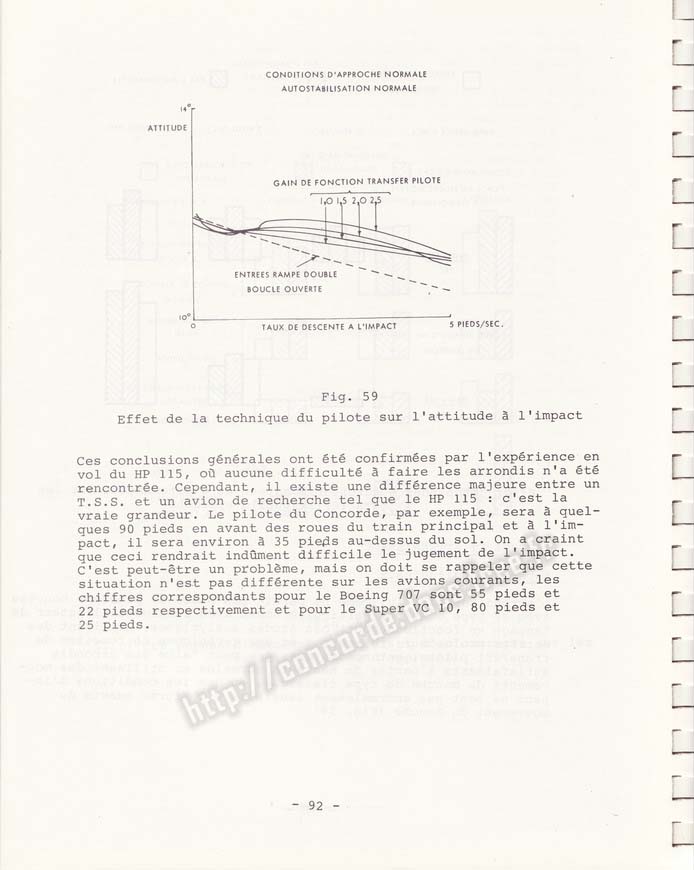 CONDITIONS D'APPROCHE NORMALE
AUTOSTABILISATION NORMALE
14°
ATTITUDE
GAIN DE FONCTION TRANSFER PILOTE
1,0 1,5 2,0 2,5
ENTREES RAMPE DOUBLE
BOUCLE OUVERTE
10°
0 TAUX DE DESCENTE A L'IMPACT 5 PIEDS/SEC.
Fig. 59
Effet de la technique du pilote sur l'attitude à l'impact
Ces conclusions générales ont été confirmées par l'expérience en
vol du HP 115, où aucune difficulté à faire les arrondis n'a été
rencontrée. Cependant, il existe une différence majeure entre un
T.S.S. et un avion de recherche tel que le HP 115 : c'est la
vraie grandeur. Le pilote du Concorde, par exemple, sera à quel-
ques 90 pieds en avant des roues du train principal et à l'im-
pact, il sera environ à 35 pieds au-dessus du sol. On a craint
que ceci rendrait indûment difficile le jugement de l'impact.
C'est peut-être un problème, mais on doit se rappeler que cette
situation n'est pas différente sur les avions courants, les
chiffres correspondants pour le Boeing 707 sont 55 pieds et
22 pieds respectivement et pour le Super VC 10, 80 pieds et
25 pieds.
- 92 -